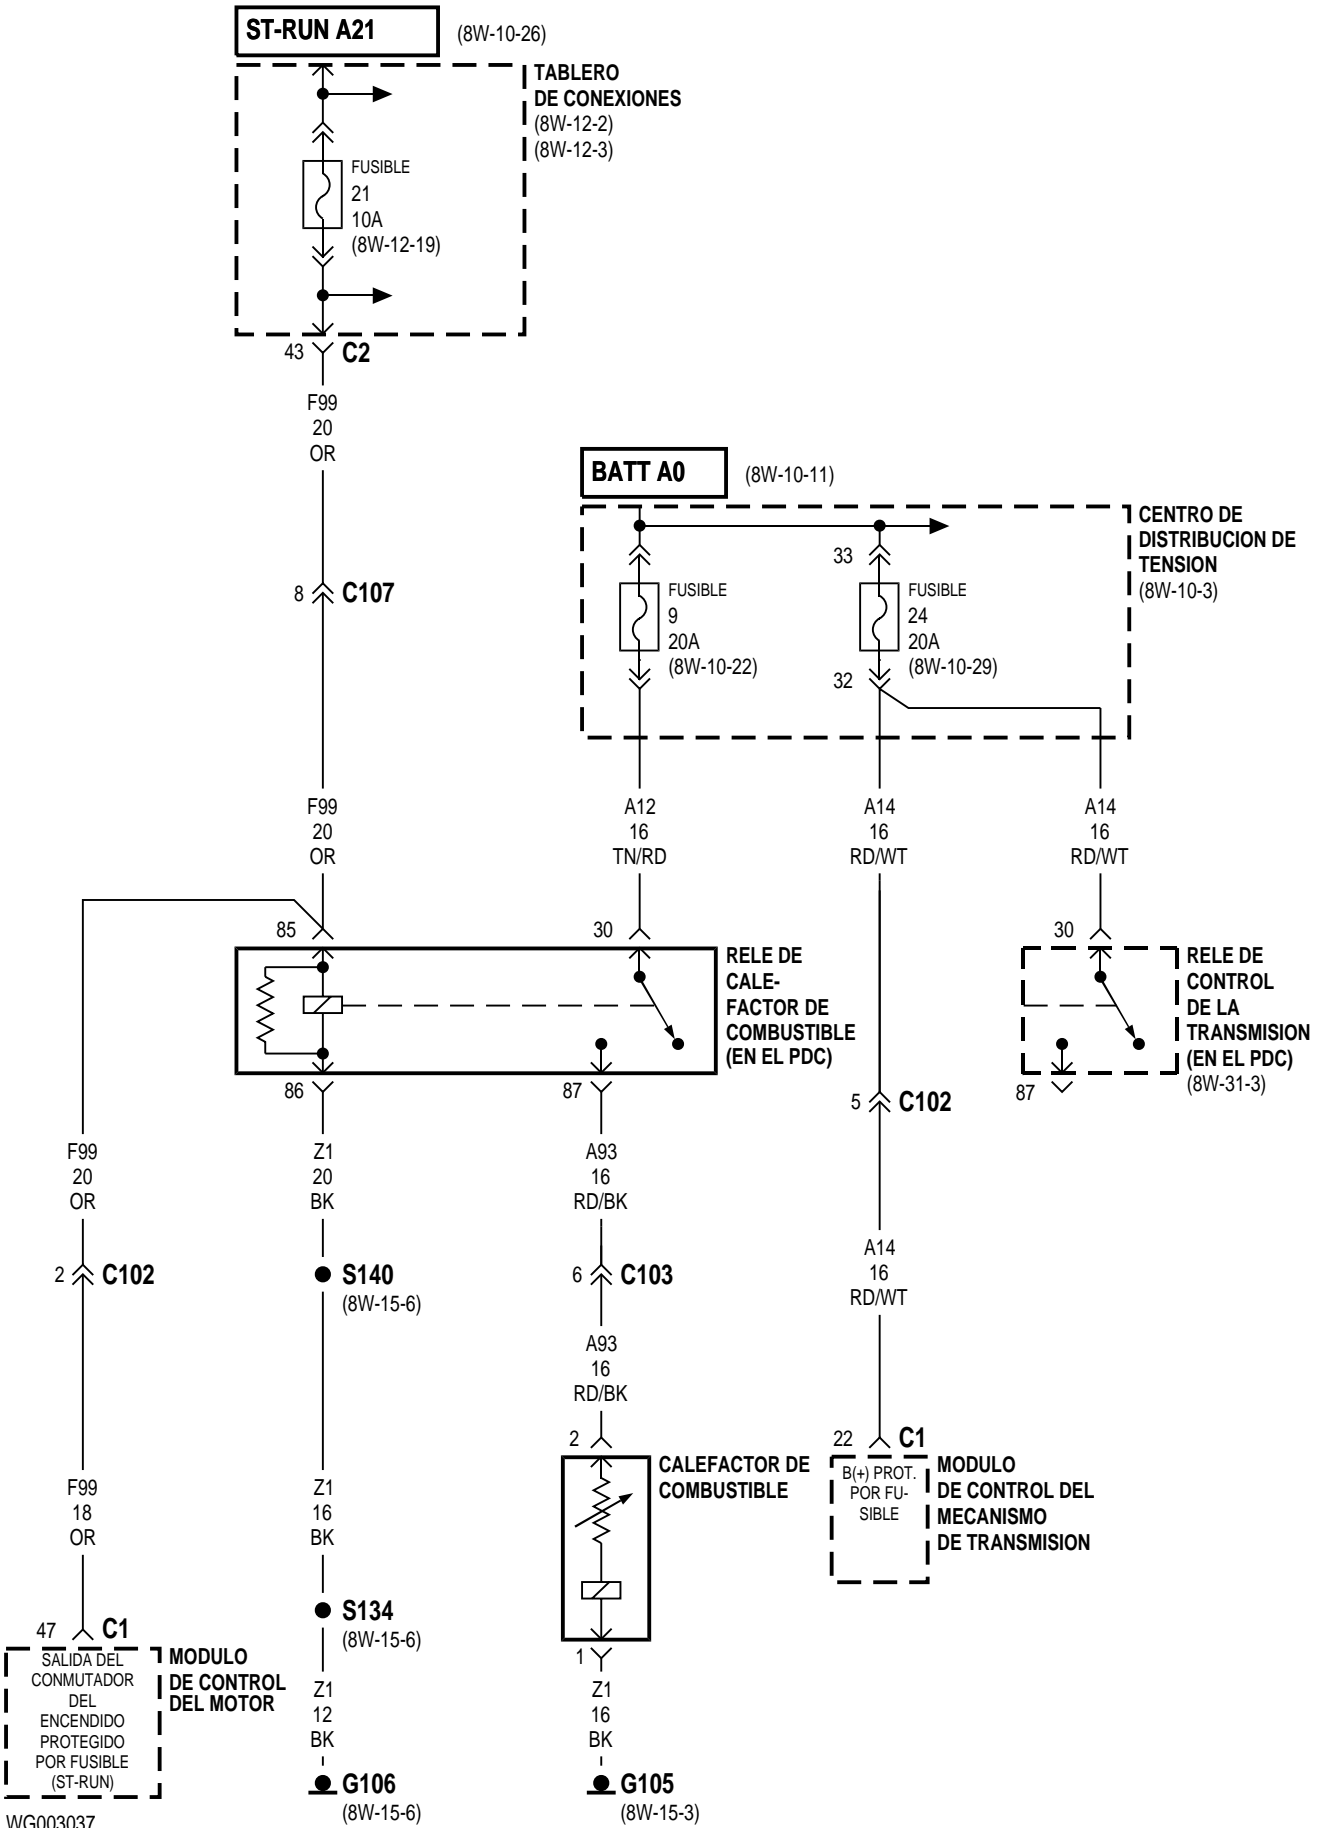 ST-RUN A21
(8W-10-26)
TABLERO
DE CONEXIONES
(8W-12-2)
(8W-12-3)
FUSIBLE
21
10A
(8W-12-19)
43
C2
F99
20
OR
BATT A0
(8W-10-11)
CENTRO DE
DISTRIBUCION DE
TENSION
(8W-10-3)
33
FUSIBLE
9
20A
(8W-10-22)
FUSIBLE
24
20A
(8W-10-29)
32
8
C107
F99
20
OR
A12
16
TN/RD
A14
16
RD/WT
A14
16
RD/WT
85
30
30
RELE DE
CALE-
FACTOR DE
COMBUSTIBLE
(EN EL PDC)
RELE DE
CONTROL
DE LA
TRANSMISION
(EN EL PDC)
(8W-31-3)
86
87
87
5
C102
F99
20
OR
Z1
20
BK
A93
16
RD/BK
2
C102
S140
(8W-15-6)
6
C103
A14
16
RD/WT
A93
16
RD/BK
2
22
C1
CALEFACTOR DE
COMBUSTIBLE
B(+) PROT.
POR FU-
SIBLE
MODULO
DE CONTROL DEL
MECANISMO
DE TRANSMISION
F99
18
OR
Z1
16
BK
S134
(8W-15-6)
47
C1
1
SALIDA DEL
CONMUTADOR
DEL
ENCENDIDO
PROTEGIDO
POR FUSIBLE
(ST-RUN)
MODULO
DE CONTROL
DEL MOTOR
Z1
12
BK
Z1
16
BK
G106
(8W-15-6)
G105
(8W-15-3)
WG003037